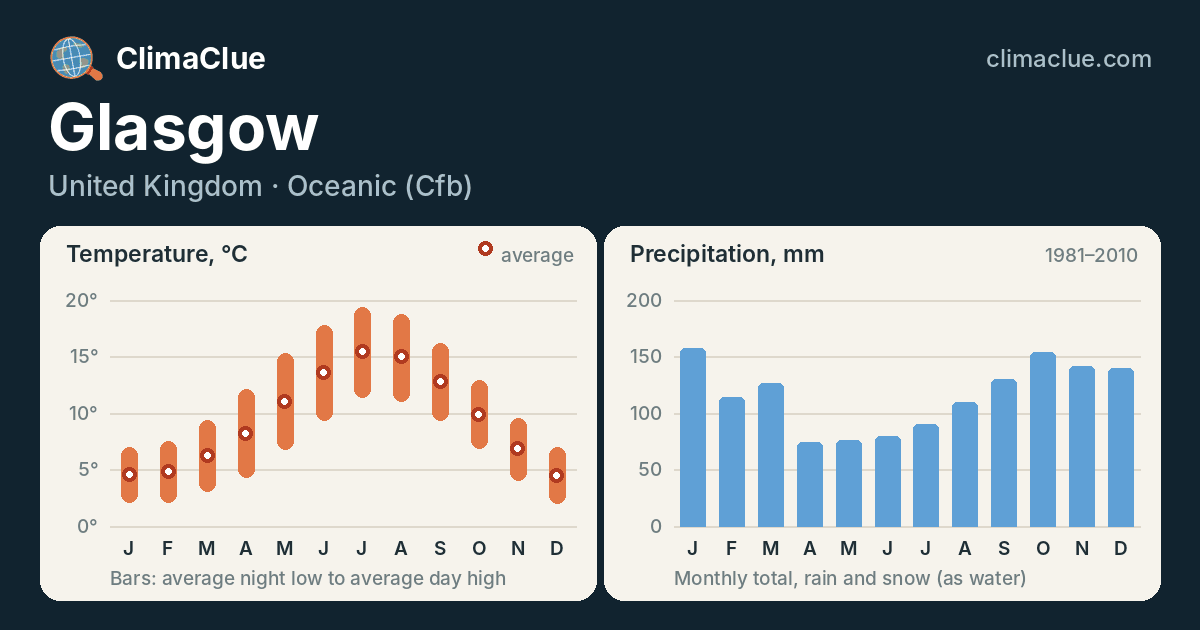 ClimaClue
climaclue.com
Glasgow
United Kingdom · Oceanic (Cfb)
Temperature, °C
average
20°
15°
10°
5°
0°
J F M A M J J A S O N D
Bars: average night low to average day high
Precipitation, mm
1981–2010
200
150
100
50
0
J F M A M J J A S O N D
Monthly total, rain and snow (as water)